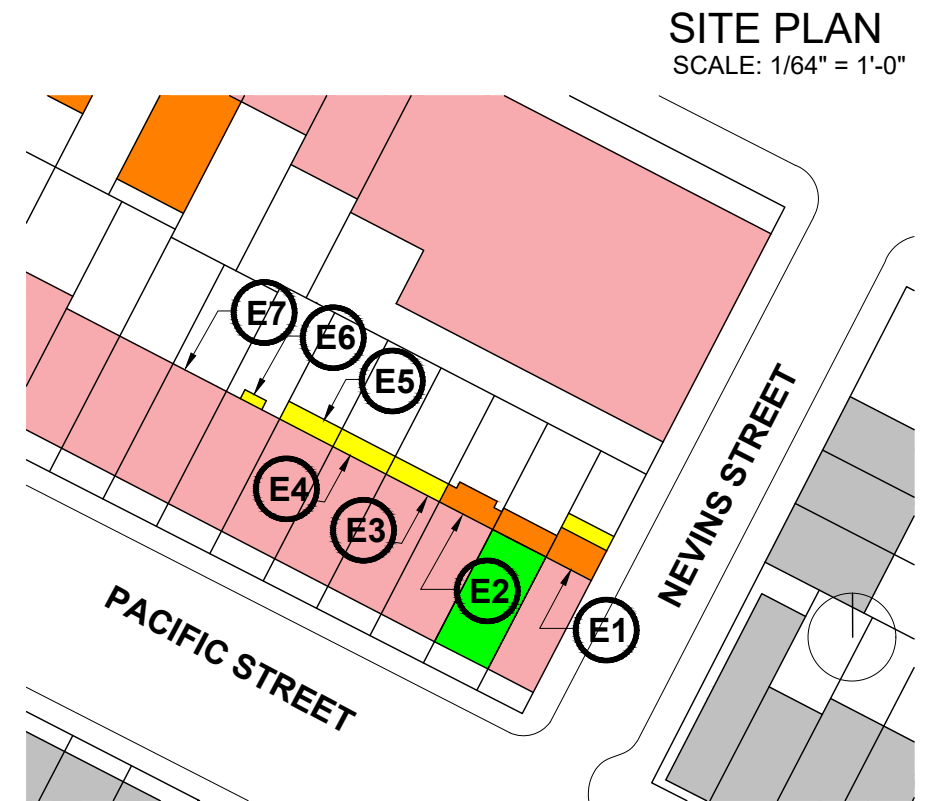 SITE PLAN
SCALE: 1/64" = 1'-0"
E7
E6
E5
E4
E3
E2
E1
NEVINS STREET
PACIFIC STREET